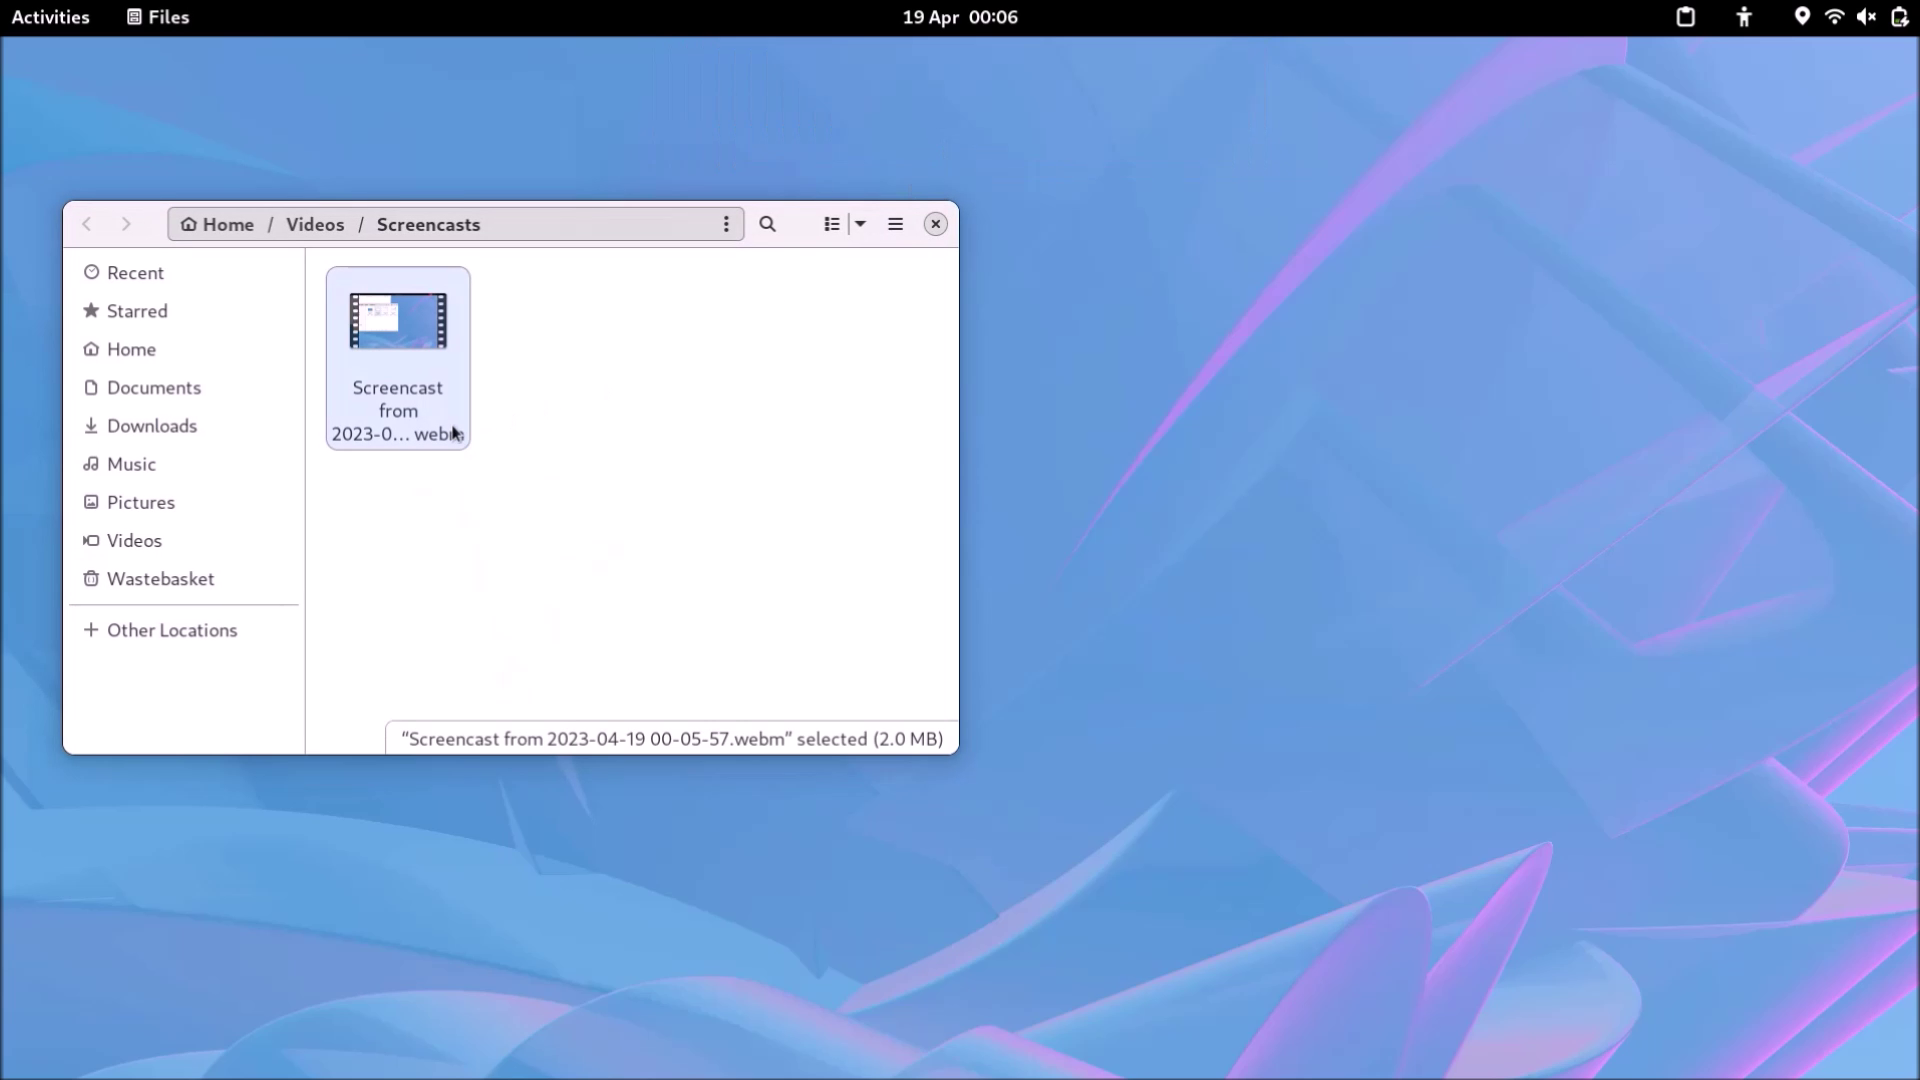 Activities Files 19 Apr 00:06
Home / Videos / Screencasts
Recent
Starred
Home
Documents
Downloads
Music
Pictures
Videos
Wastebasket
Other Locations
Screencast
from
2023-0... webm
"Screencast from 2023-04-19 00-05-57.webm" selected (2.0 MB)